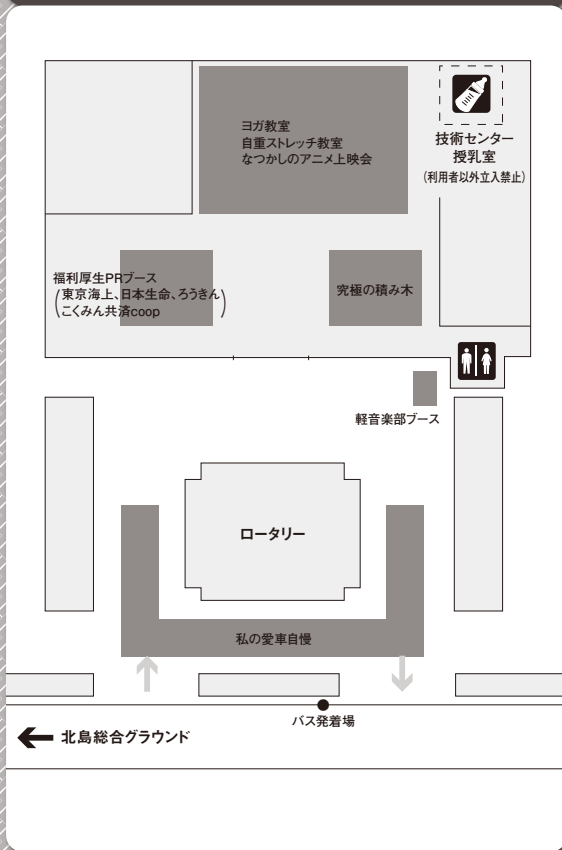 ヨガ教室
自重ストレッチ教室
なつかしのアニメ上映会
技術センター
授乳室
(利用者以外立入禁止)
福利厚生PRブース
(東京海上、日本生命、ろうきん
こくみん共済coop)
究極の積み木
軽音楽部ブース
ロータリー
私の愛車自慢
バス発着場
北島総合グラウンド